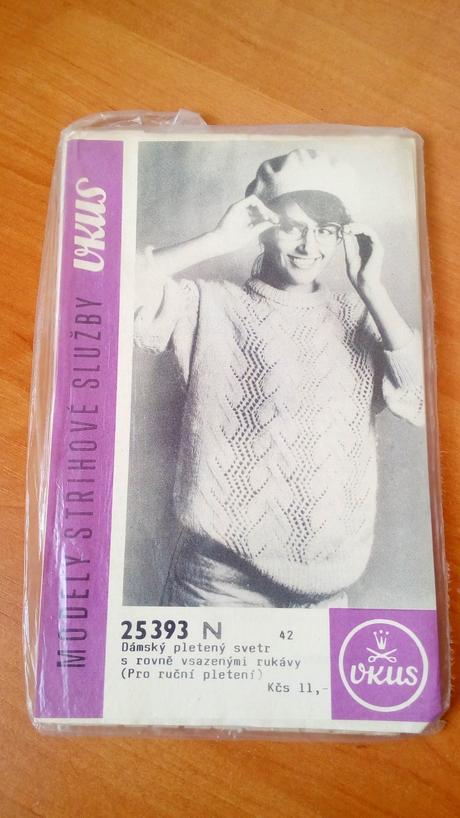 MODELY STŘIHOVÉ SLUŽBY vkus
25393 N 42
Dámský pletený svetr
s rovně vsazenými rukávy
(Pro ruční pletení)
Kčs 11,-
vkus